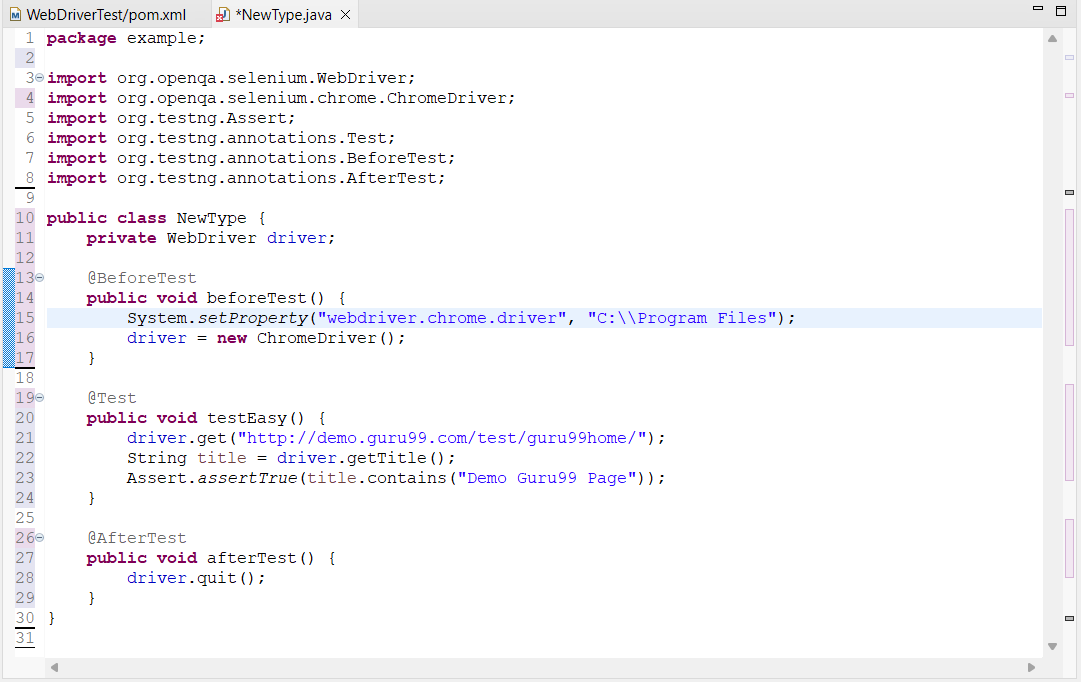 WebDriverTest/pom.xml *NewType.java
1 package example;
2
3 import org.openqa.selenium.WebDriver;
4 import org.openqa.selenium.chrome.ChromeDriver;
5 import org.testng.Assert;
6 import org.testng.annotations.Test;
7 import org.testng.annotations.BeforeTest;
8 import org.testng.annotations.AfterTest;
9
10 public class NewType {
11     private WebDriver driver;
12
13     @BeforeTest
14     public void beforeTest() {
15         System.setProperty("webdriver.chrome.driver", "C:\\Program Files");
16         driver = new ChromeDriver();
17     }
18
19     @Test
20     public void testEasy() {
21         driver.get("http://demo.guru99.com/test/guru99home/");
22         String title = driver.getTitle();
23         Assert.assertTrue(title.contains("Demo Guru99 Page"));
24     }
25
26     @AfterTest
27     public void afterTest() {
28         driver.quit();
29     }
30 }
31